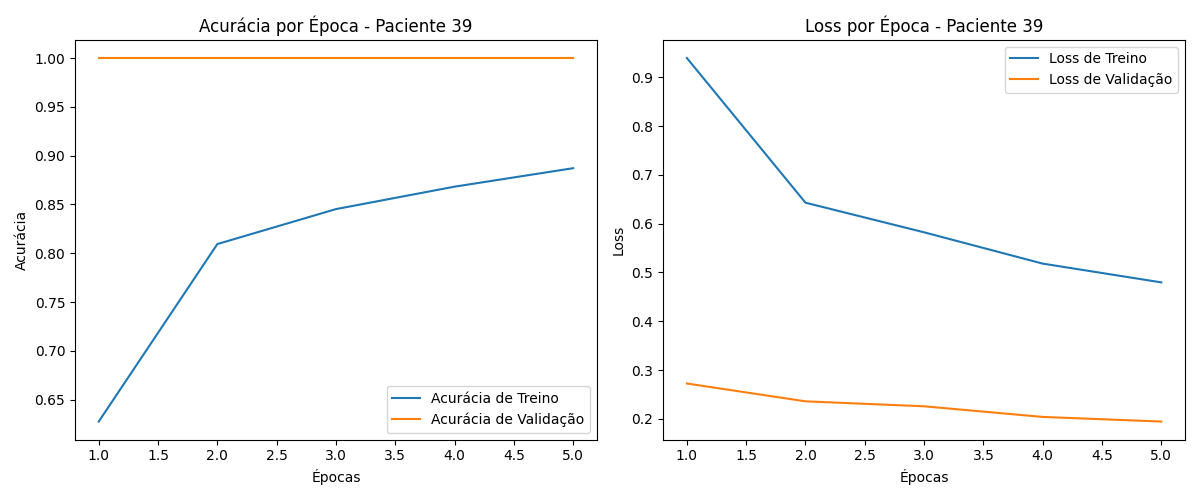 Acurácia por Época - Paciente 39
Acurácia
1.00
0.95
0.90
0.85
0.80
0.75
0.70
0.65
Acurácia de Treino
Acurácia de Validação
1.0 1.5 2.0 2.5 3.0 3.5 4.0 4.5 5.0
Épocas
Loss por Época - Paciente 39
Loss
0.9
0.8
0.7
0.6
0.5
0.4
0.3
0.2
Loss de Treino
Loss de Validação
1.0 1.5 2.0 2.5 3.0 3.5 4.0 4.5 5.0
Épocas